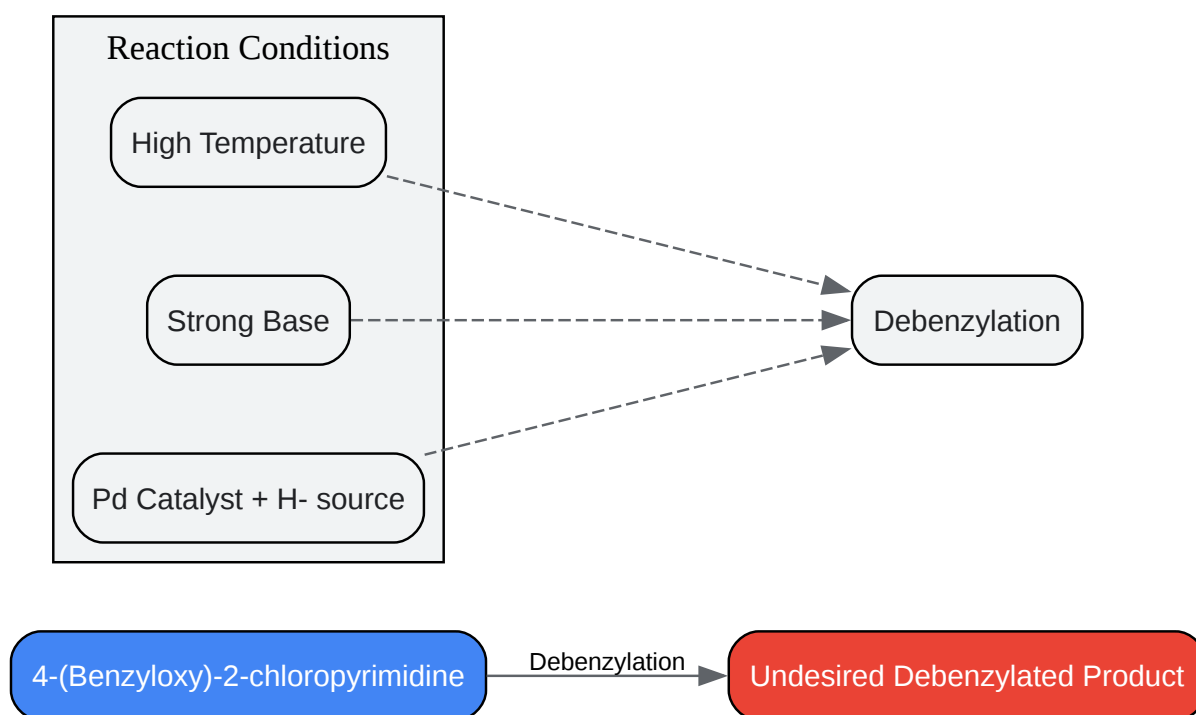 Reaction Conditions
High Temperature
Strong Base
Debenzylation
Pd Catalyst + H- source
4-(Benzyloxy)-2-chloropyrimidine
Debenzylation
Undesired Debenzylated Product